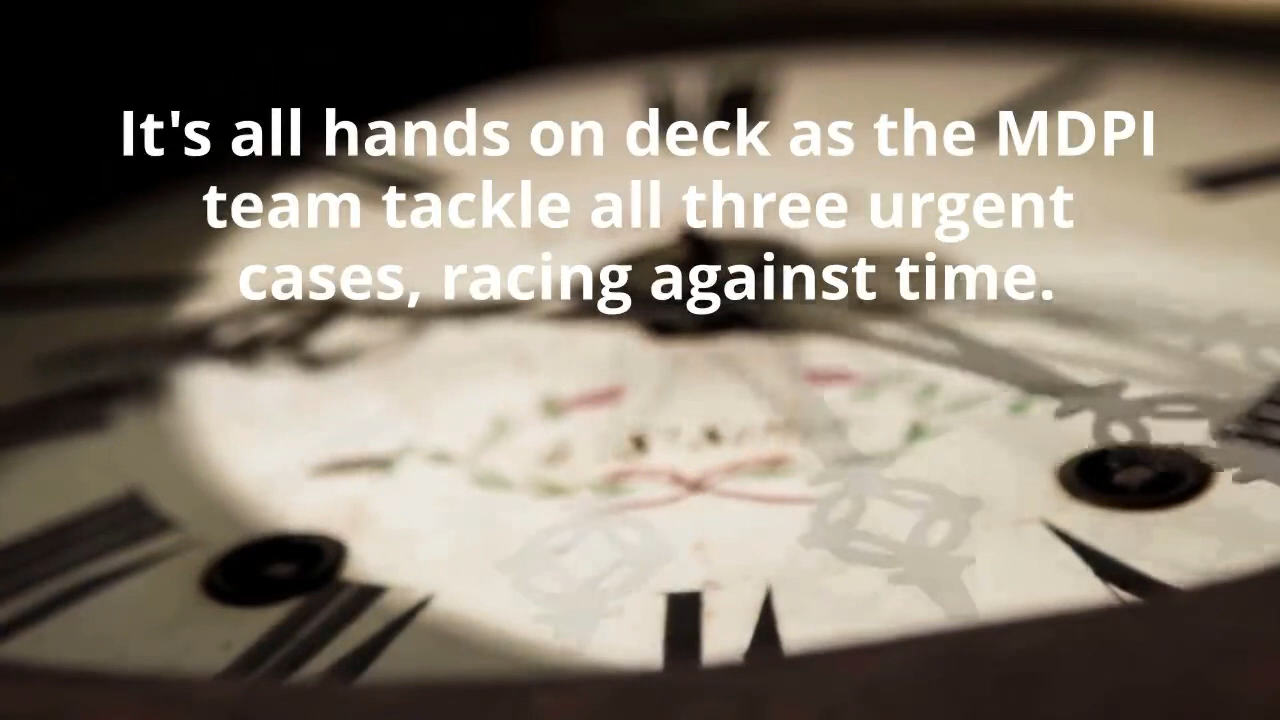 It's all hands on deck as the MDPI
team tackle all three urgent
cases, racing against time.